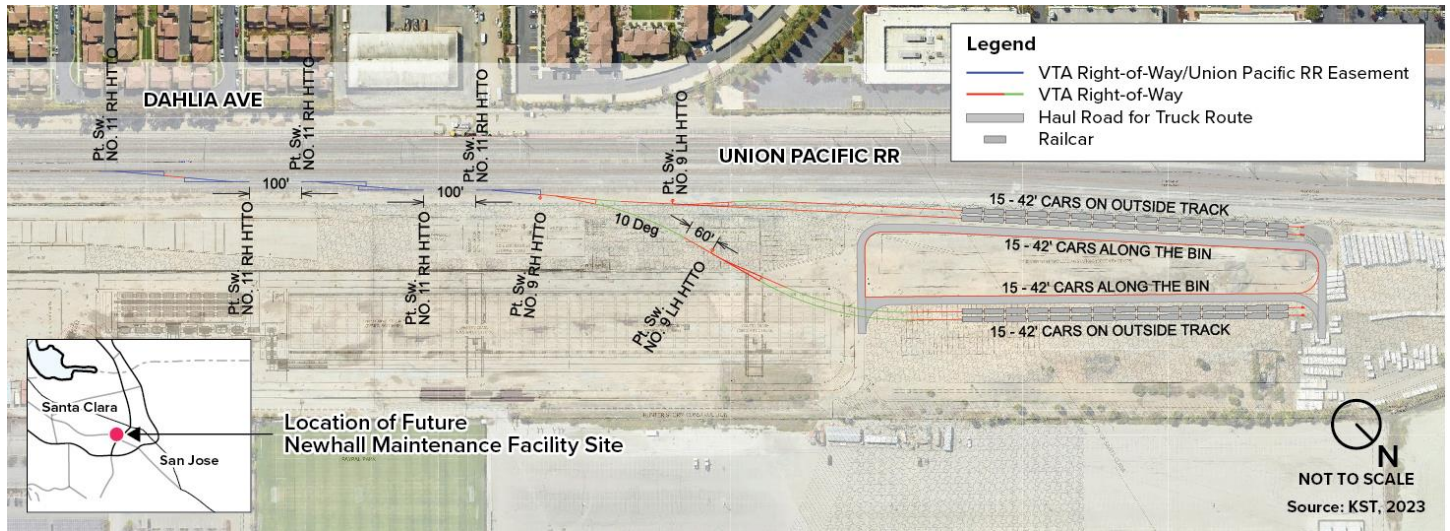 DAHLIA AVE
Pt. Sw.
NO. 11 RH HTTO
Pt. Sw.
NO. 11 RH HTTO
Pt. Sw.
NO. 11 RH HTTO
Pt. Sw.
NO. 9 LH HTTO
UNION PACIFIC RR
Legend
VTA Right-of-Way/Union Pacific RR Easement
VTA Right-of-Way
Haul Road for Truck Route
Railcar
100'
100'
10 Deg
60'
Pt. Sw.
NO. 11 RH HTTO
Pt. Sw.
NO. 11 RH HTTO
Pt. Sw.
NO. 9 RH HTTO
Pt. Sw.
NO. 9 LH HTTO
15 - 42' CARS ON OUTSIDE TRACK
15 - 42' CARS ALONG THE BIN
15 - 42' CARS ALONG THE BIN
15 - 42' CARS ON OUTSIDE TRACK
Santa Clara
San Jose
Location of Future
Newhall Maintenance Facility Site
N
NOT TO SCALE
Source: KST, 2023